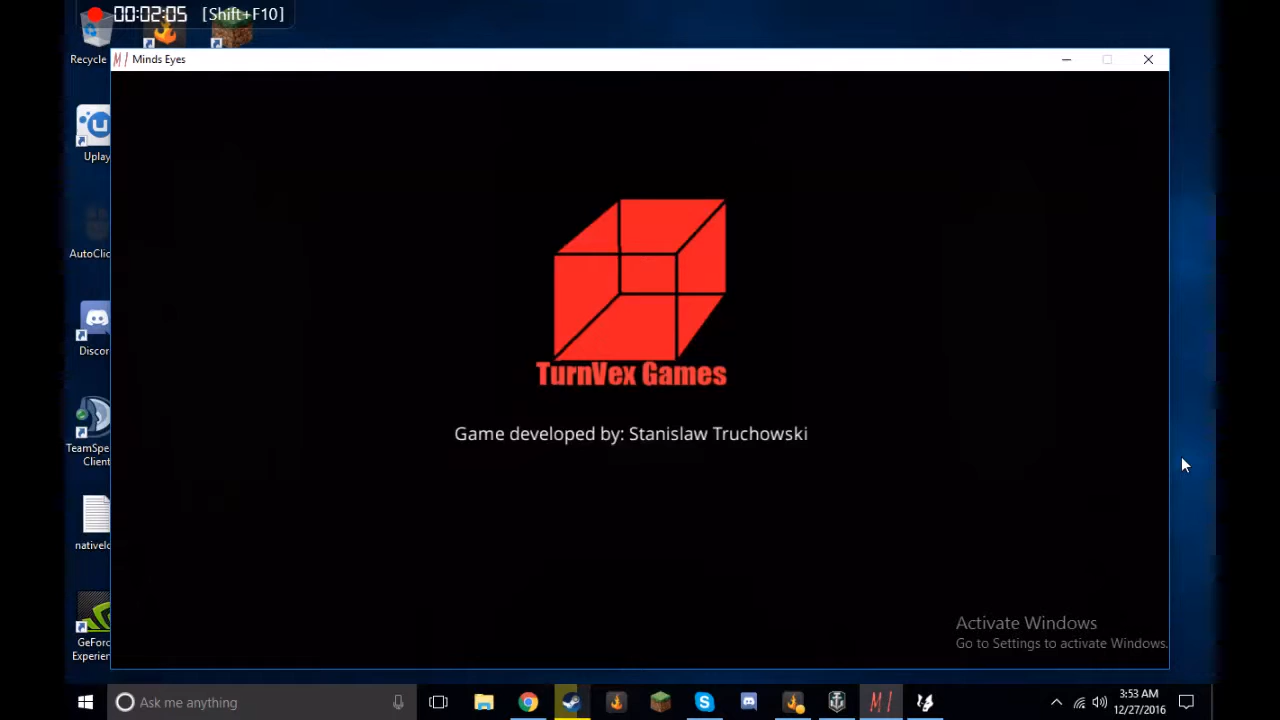 00:02:05 [Shift+F10]
Recycle
Minds Eyes
Uplay
AutoClic
Discor
TeamSpe
Client
nativelo
GeForc
Experien
TurnVex Games
Game developed by: Stanislaw Truchowski
Activate Windows
Go to Settings to activate Windows.
Ask me anything
3:53 AM
12/27/2016